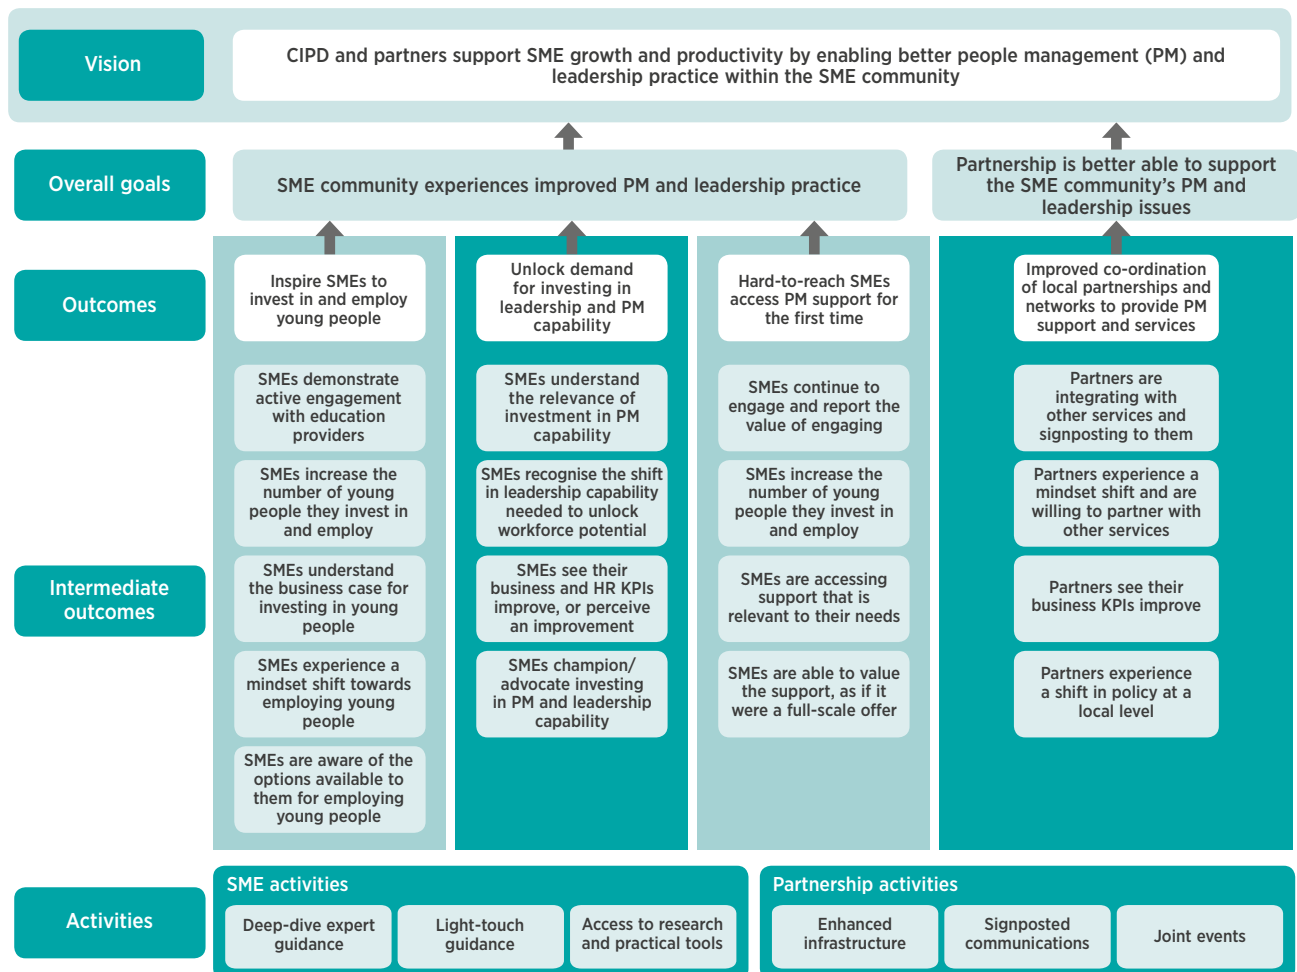 Vision
CIPD and partners support SME growth and productivity by enabling better people management (PM) and
leadership practice within the SME community
Overall goals
SME community experiences improved PM and leadership practice
Partnership is better able to support
the SME community’s PM and
leadership issues
Outcomes
Inspire SMEs to
invest in and employ
young people
Unlock demand
for investing in
leadership and PM
capability
Hard-to-reach SMEs
access PM support for
the first time
Improved co-ordination
of local partnerships and
networks to provide PM
support and services
Intermediate
outcomes
SMEs demonstrate
active engagement
with education
providers
SMEs increase the
number of young
people they invest in
and employ
SMEs understand
the business case for
investing in young
people
SMEs experience a
mindset shift towards
employing young
people
SMEs are aware of the
options available to
them for employing
young people
SMEs understand
the relevance of
investment in PM
capability
SMEs recognise the shift
in leadership capability
needed to unlock
workforce potential
SMEs see their
business and HR KPIs
improve, or perceive
an improvement
SMEs champion/
advocate investing
in PM and leadership
capability
SMEs continue to
engage and report the
value of engaging
SMEs increase the
number of young
people they invest in
and employ
SMEs are accessing
support that is
relevant to their needs
SMEs are able to value
the support, as if it
were a full-scale offer
Partners are
integrating with
other services and
signposting to them
Partners experience a
mindset shift and are
willing to partner with
other services
Partners see their
business KPIs improve
Partners experience
a shift in policy at a
local level
Activities
SME activities
Deep-dive expert
guidance
Light-touch
guidance
Access to research
and practical tools
Partnership activities
Enhanced
infrastructure
Signposted
communications
Joint events